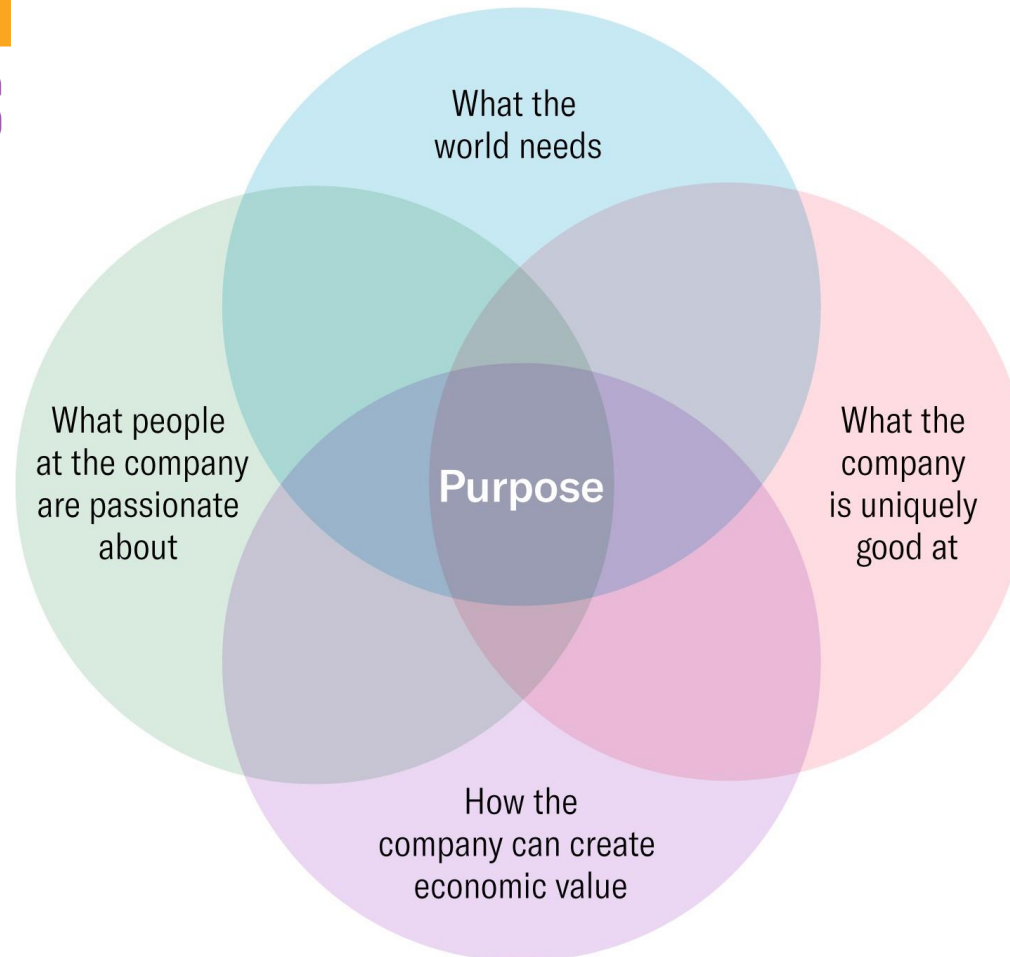 What the
world needs
What people
at the company
are passionate
about
Purpose
What the
company
is uniquely
good at
How the
company can create
economic value